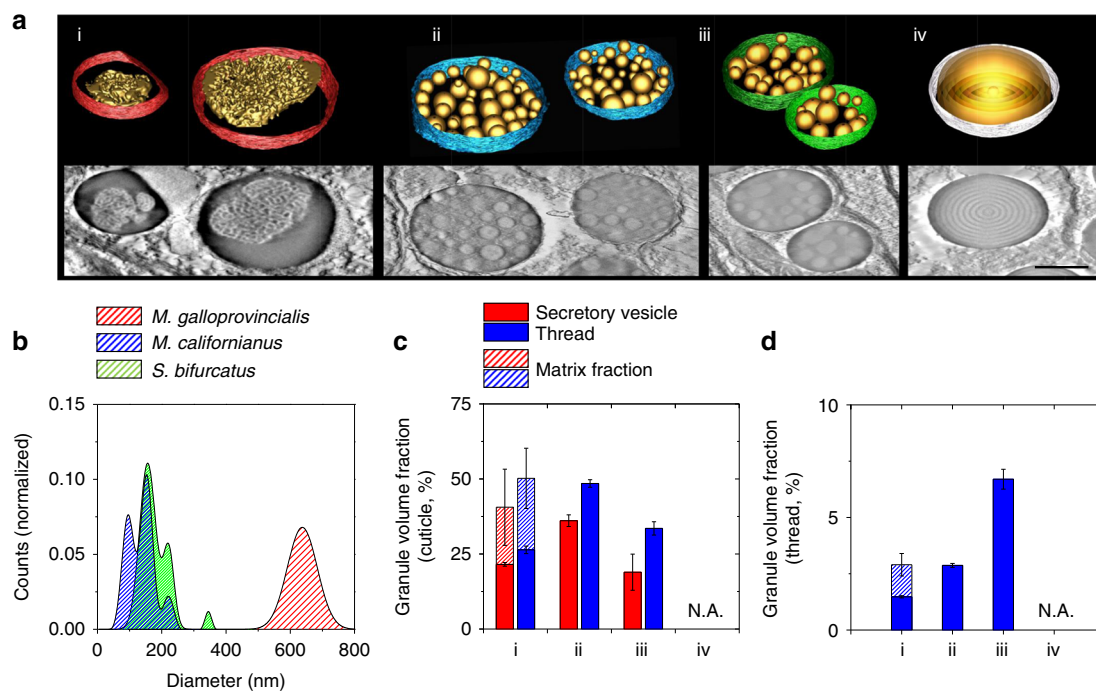 a
i
ii
iii
iv
M. galloprovincialis
M. californianus
S. bifurcatus
Secretory vesicle
Thread
Matrix fraction
b
Counts (normalized)
0.15
0.10
0.05
0.00
0 200 400 600 800
Diameter (nm)
c
Granule volume fraction
(cuticle, %)
75
50
25
0
N.A.
i ii iii iv
d
Granule volume fraction
(thread, %)
10
5
0
N.A.
i ii iii iv